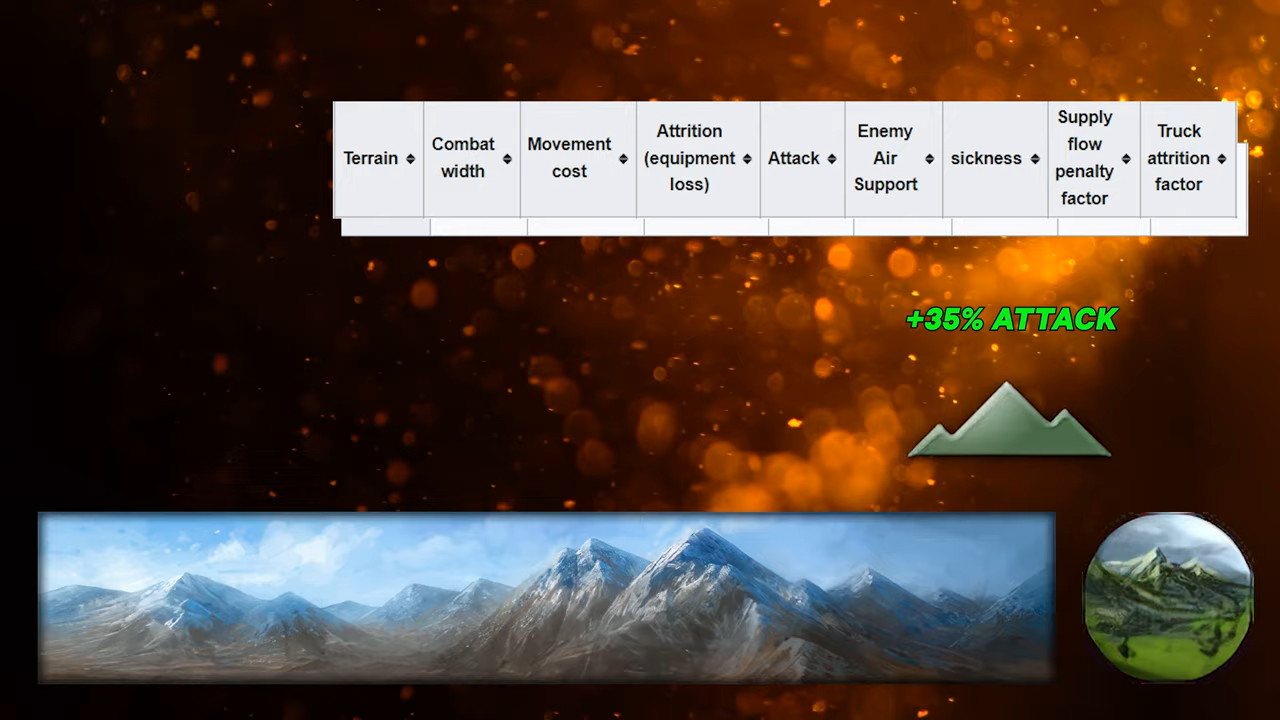 Terrain
Combat
width
Movement
cost
Attrition
(equipment
loss)
Attack
Enemy
Air
Support
sickness
Supply
flow
penalty
factor
Truck
attrition
factor
+35% ATTACK